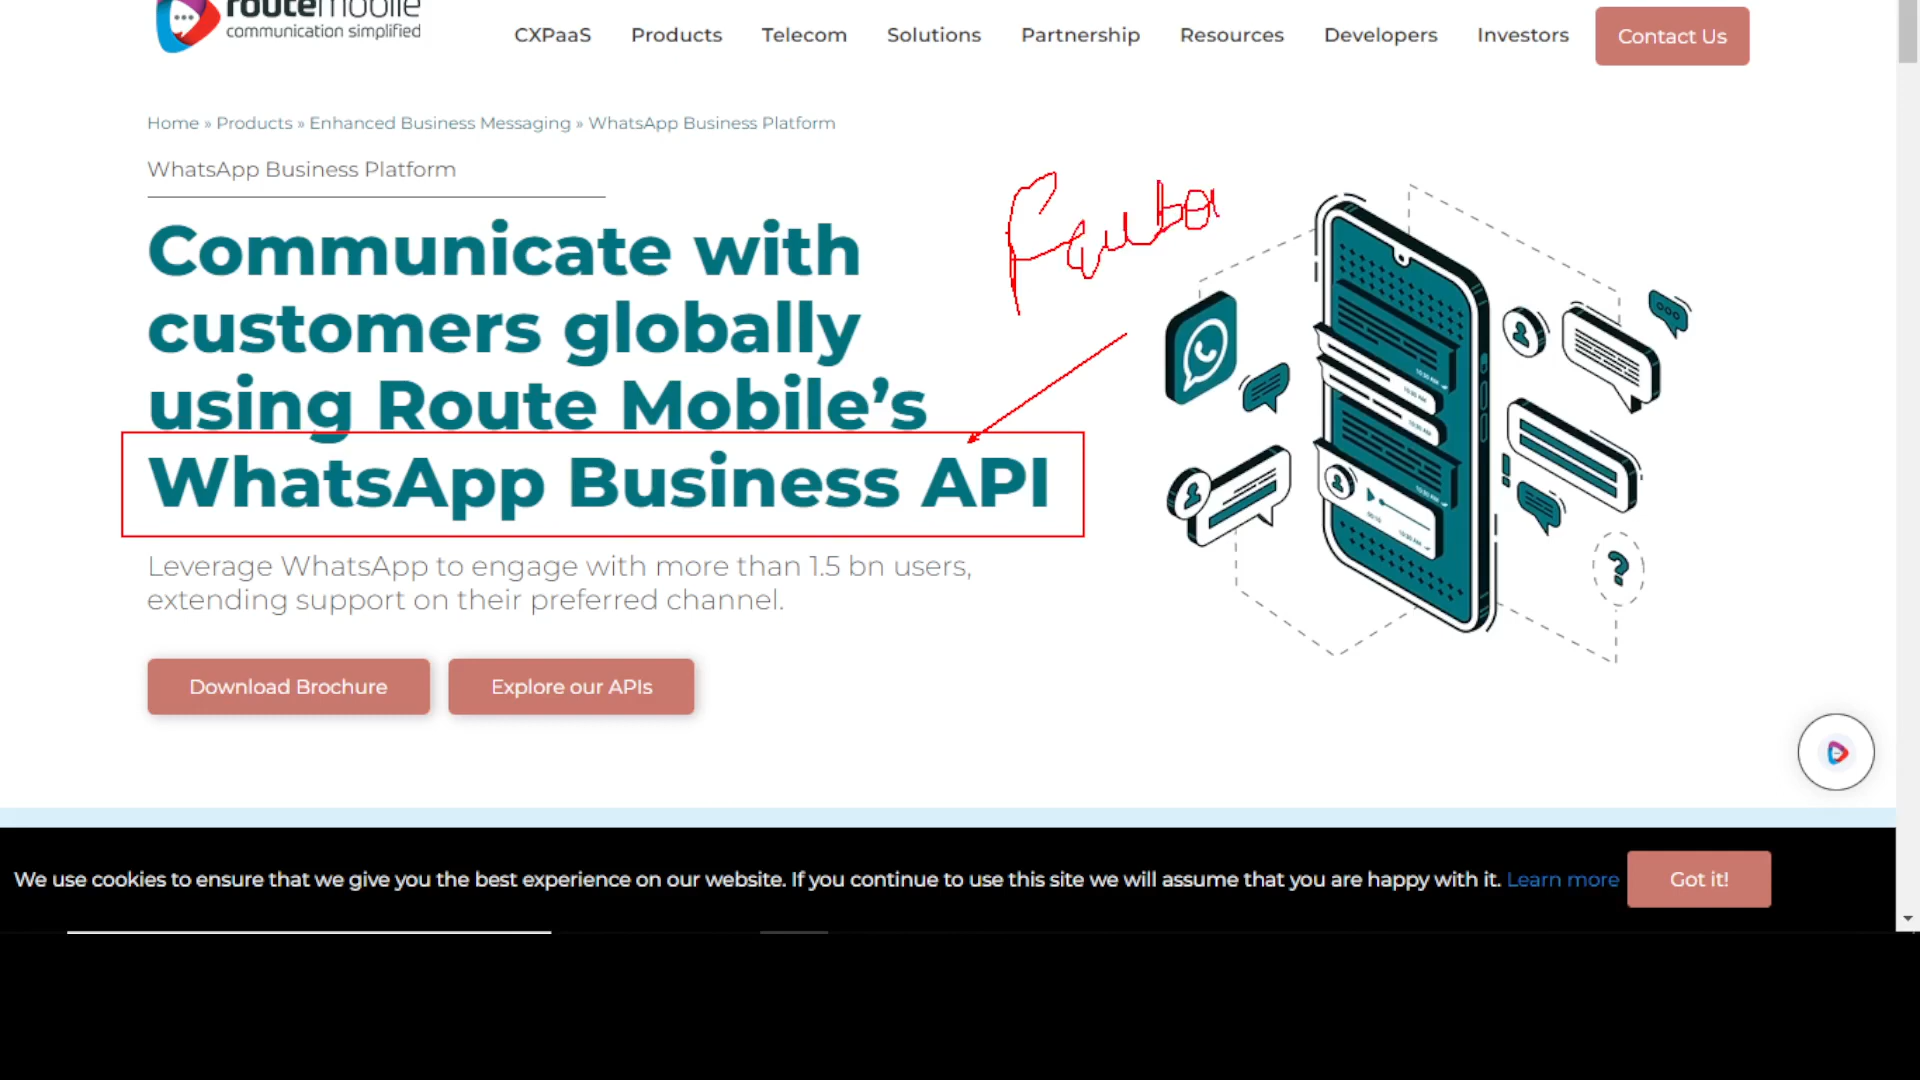 routemobile
communication simplified
CXPaaS Products Telecom Solutions Partnership Resources Developers Investors Contact Us
Home » Products » Enhanced Business Messaging » WhatsApp Business Platform
WhatsApp Business Platform
Communicate with
customers globally
using Route Mobile’s
WhatsApp Business API
Leverage WhatsApp to engage with more than 1.5 bn users,
extending support on their preferred channel.
Download Brochure Explore our APIs
?
We use cookies to ensure that we give you the best experience on our website. If you continue to use this site we will assume that you are happy with it. Learn more Got it!